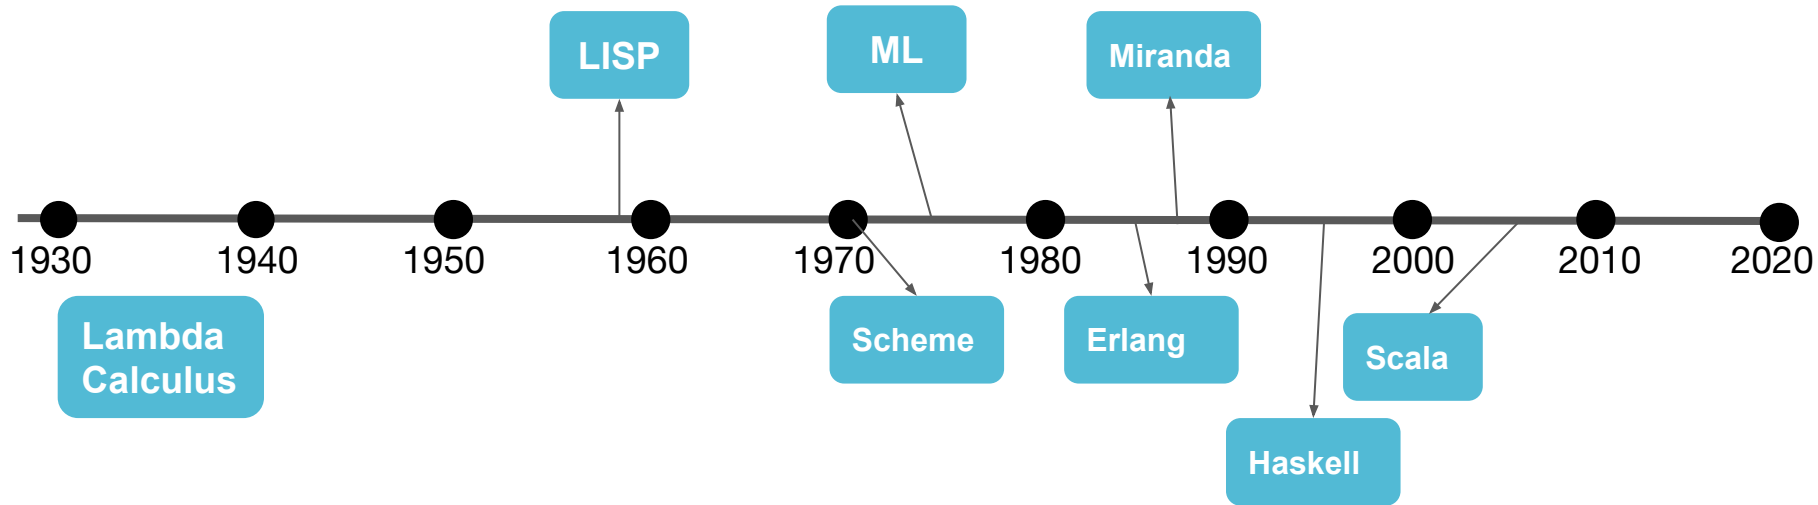 LISP
ML
Miranda
1930
1940
1950
1960
1970
1980
1990
2000
2010
2020
Lambda
Calculus
Scheme
Erlang
Scala
Haskell